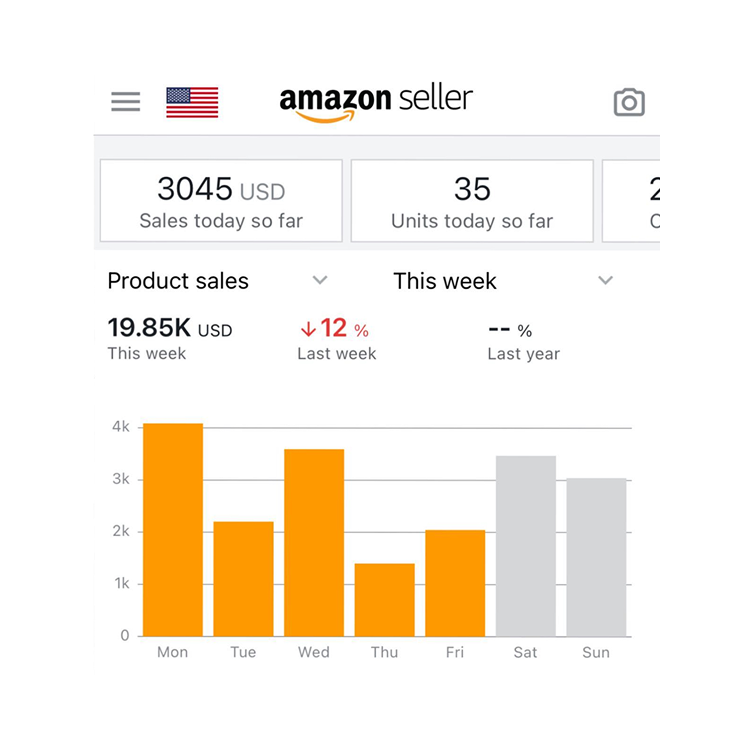 amazon seller
3045 USD
Sales today so far
35
Units today so far
Product sales
This week
19.85K USD
This week
↓12 %
Last week
-- %
Last year
4k
3k
2k
1k
0
Mon Tue Wed Thu Fri Sat Sun